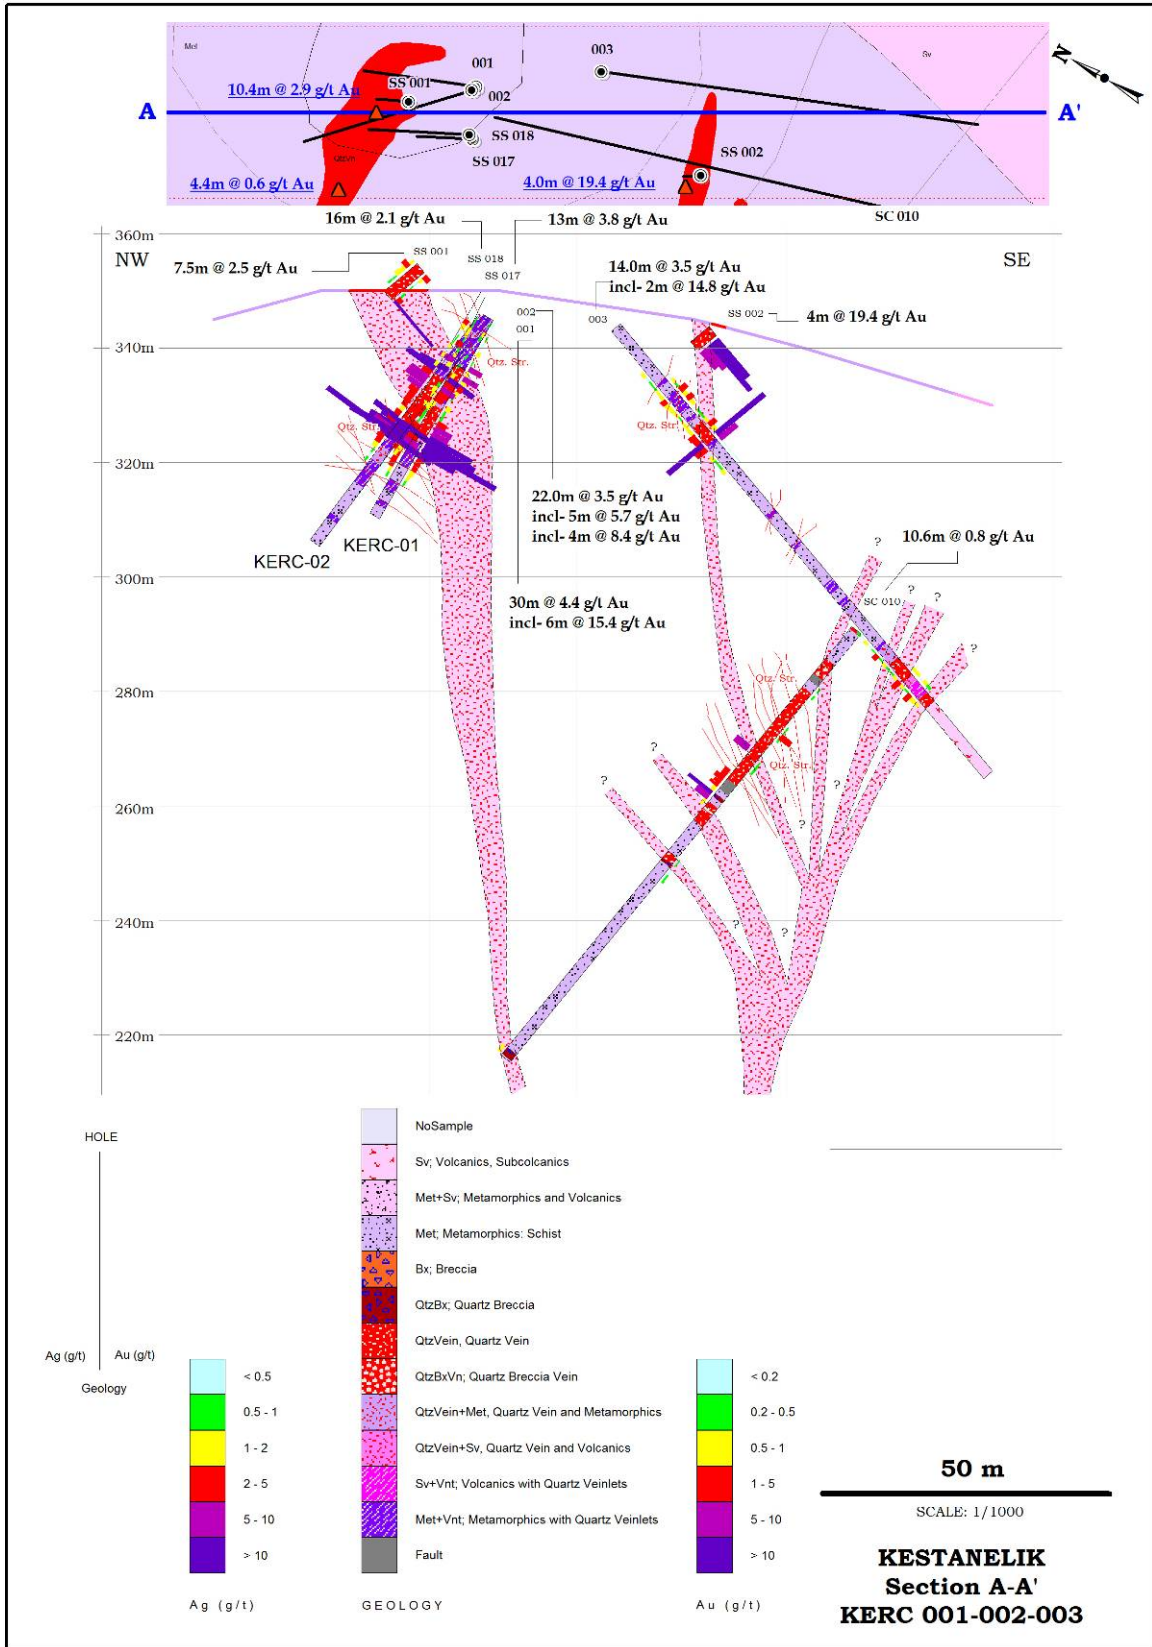 Met
Sv
N
001
003
SS 001
10.4m @ 2.9 g/t Au
002
A
A'
SS 018
Qtzvn
SS 017
SS 002
4.4m @ 0.6 g/t Au
4.0m @ 19.4 g/t Au
SC 010
16m @ 2.1 g/t Au
13m @ 3.8 g/t Au
360m
NW
SE
SS 001
SS 018
SS 017
7.5m @ 2.5 g/t Au
14.0m @ 3.5 g/t Au
incl- 2m @ 14.8 g/t Au
002
001
003
SS 002
4m @ 19.4 g/t Au
340m
Qtz. Str.
Qtz. Str.
Qtz. Str.
320m
22.0m @ 3.5 g/t Au
incl- 5m @ 5.7 g/t Au
incl- 4m @ 8.4 g/t Au
10.6m @ 0.8 g/t Au
KERC-01
KERC-02
?
300m
30m @ 4.4 g/t Au
incl- 6m @ 15.4 g/t Au
SC 010
?
?
?
280m
Qtz. Str.
?
Qtz. Str.
?
?
260m
?
?
?
240m
220m
HOLE
Ag (g/t)
Au (g/t)
Geology
NoSample
Sv; Volcanics, Subcolcanics
Met+Sv; Metamorphics and Volcanics
Met; Metamorphics: Schist
Bx; Breccia
QtzBx; Quartz Breccia
QtzVein, Quartz Vein
QtzBxVn; Quartz Breccia Vein
QtzVein+Met, Quartz Vein and Metamorphics
QtzVein+Sv, Quartz Vein and Volcanics
Sv+Vnt; Volcanics with Quartz Veinlets
Met+Vnt; Metamorphics with Quartz Veinlets
Fault
GEOLOGY
< 0.5
0.5 - 1
1 - 2
2 - 5
5 - 10
> 10
Ag (g/t)
< 0.2
0.2 - 0.5
0.5 - 1
1 - 5
5 - 10
> 10
Au (g/t)
50 m
SCALE: 1/1000
KESTANELIK
Section A-A'
KERC 001-002-003